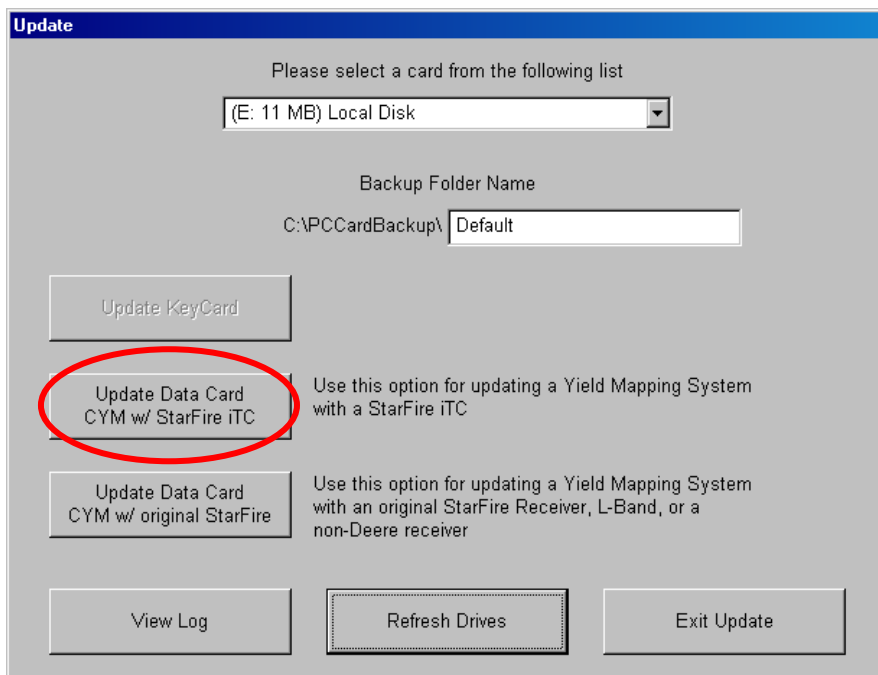 Update
Please select a card from the following list
(E: 11 MB) Local Disk
Backup Folder Name
C:\PCCardBackup\ Default
Update KeyCard
Update Data Card
CYM w/ StarFire iTC
Use this option for updating a Yield Mapping System
with a StarFire iTC
Update Data Card
CYM w/ original StarFire
Use this option for updating a Yield Mapping System
with an original StarFire Receiver, L-Band, or a
non-Deere receiver
View Log
Refresh Drives
Exit Update